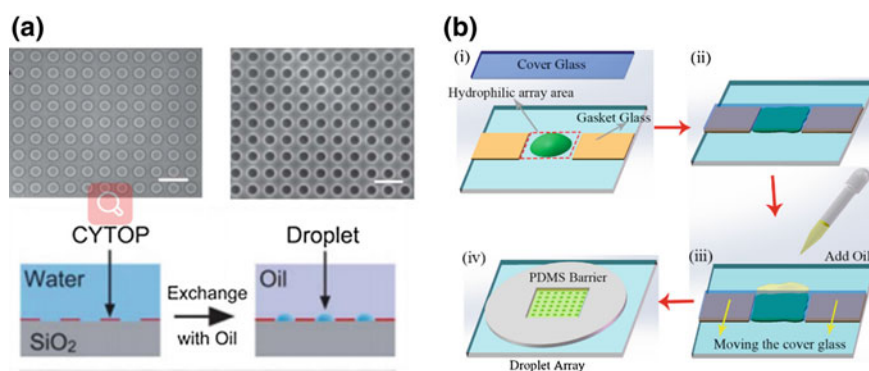 (a)
CYTOP
Droplet
Water
Oil
Exchange
with Oil
SiO2
(b)
(i)
Cover Glass
(ii)
Hydrophilic array area
Gasket Glass
Add Oil
(iii)
Moving the cover glass
(iv)
PDMS Barrier
Droplet Array